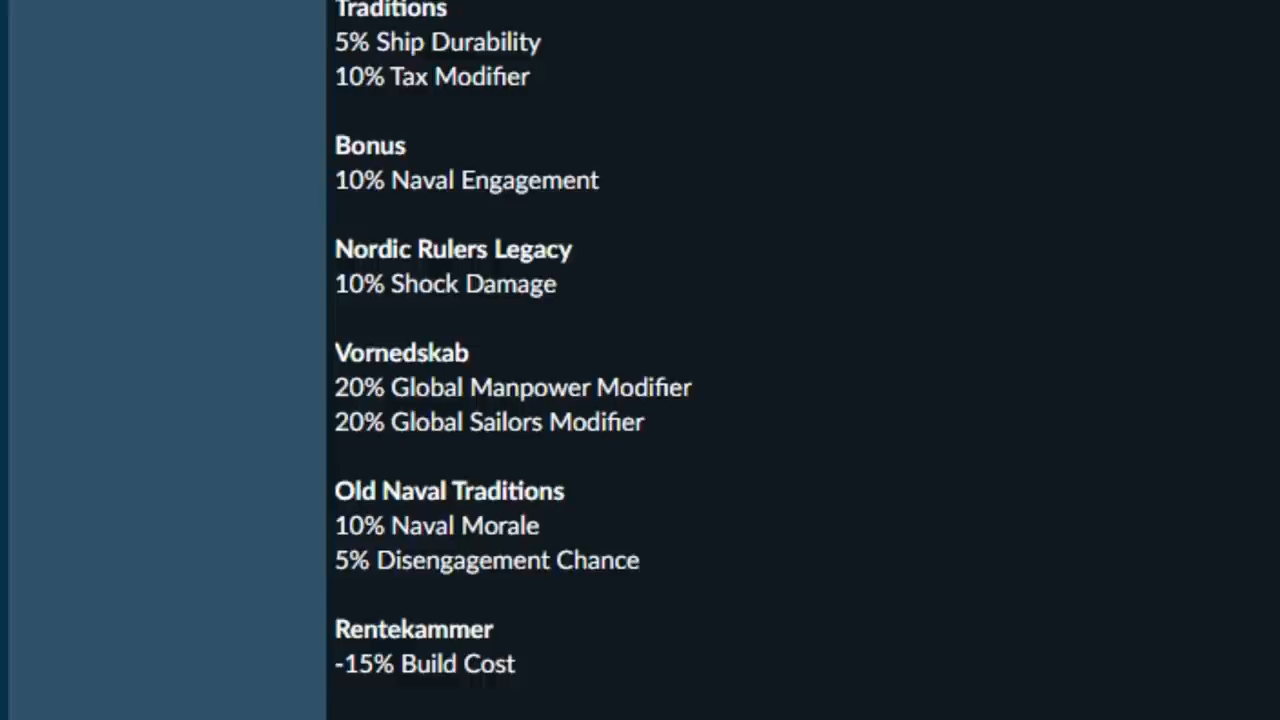 Traditions
5% Ship Durability
10% Tax Modifier
Bonus
10% Naval Engagement
Nordic Rulers Legacy
10% Shock Damage
Vornedskab
20% Global Manpower Modifier
20% Global Sailors Modifier
Old Naval Traditions
10% Naval Morale
5% Disengagement Chance
Rentekammer
-15% Build Cost